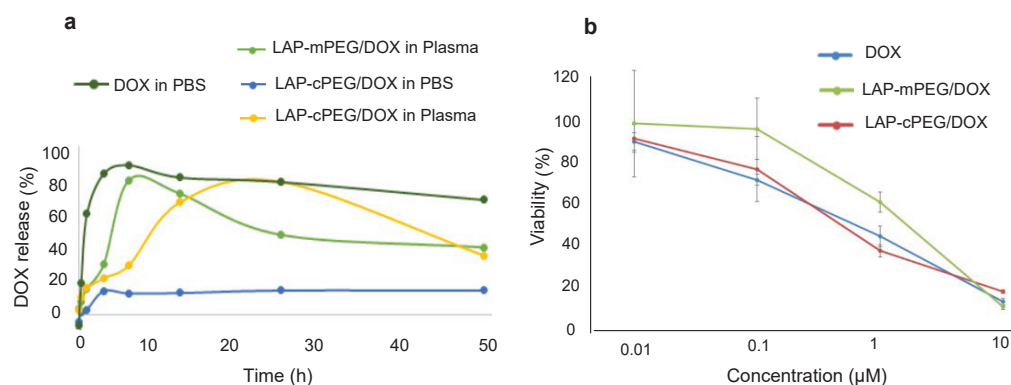 a
LAP-mPEG/DOX in Plasma
DOX in PBS
LAP-cPEG/DOX in PBS
LAP-cPEG/DOX in Plasma
DOX release (%)
100
80
60
40
20
0
0 10 20 30 40 50
Time (h)
b
DOX
LAP-mPEG/DOX
LAP-cPEG/DOX
Viability (%)
120
100
80
60
40
20
0
0.01 0.1 1 10
Concentration (µM)